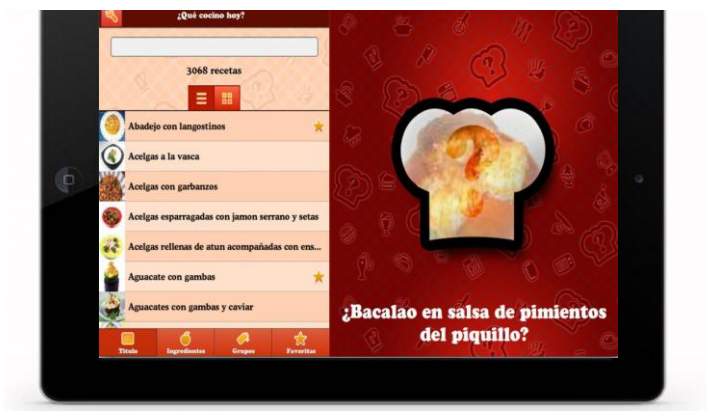 ¿Qué cocino hoy?
3068 recetas
Abadejo con langostinos
Acelgas a la vasca
Acelgas con garbanzos
Acelgas esparragadas con jamon serrano y setas
Acelgas rellenas de atun acompañadas con ens...
Aguacate con gambas
Aguacates con gambas y caviar
Título
Ingredientes
Grupos
Favoritas
¿Bacalao en salsa de pimientos
del piquillo?